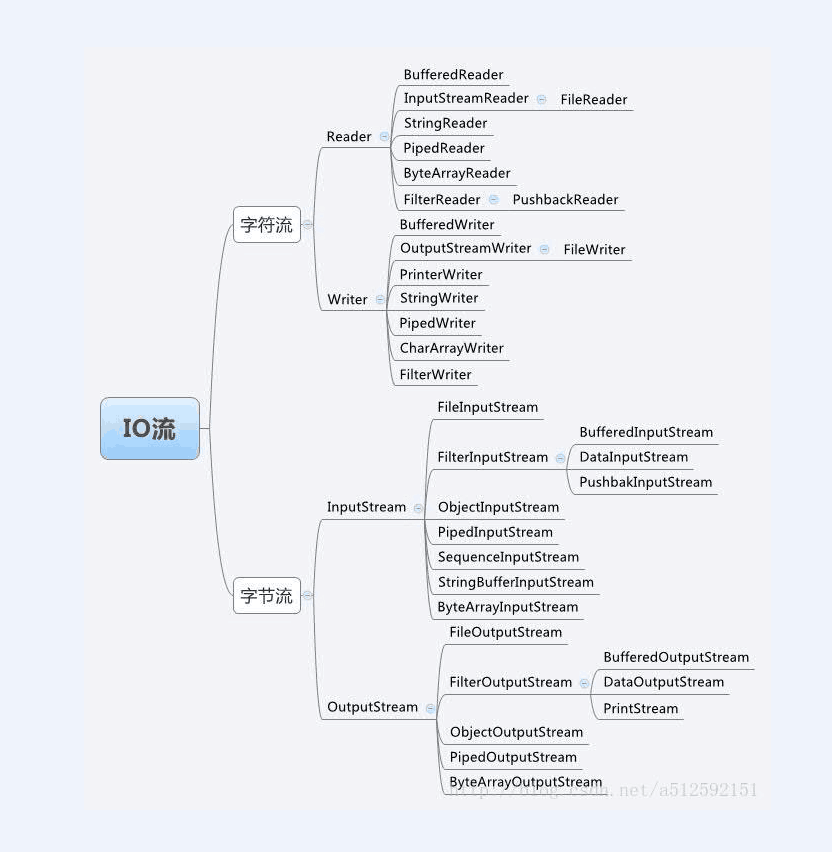 IO流
字符流
Reader
BufferedReader
InputStreamReader
FileReader
StringReader
PipedReader
ByteArrayReader
FilterReader
PushbackReader
Writer
BufferedWriter
OutputStreamWriter
FileWriter
PrinterWriter
StringWriter
PipedWriter
CharArrayWriter
FilterWriter
字节流
InputStream
FileInputStream
FilterInputStream
BufferedInputStream
DataInputStream
PushbakInputStream
ObjectInputStream
PipedInputStream
SequenceInputStream
StringBufferInputStream
ByteArrayInputStream
OutputStream
FileOutputStream
FilterOutputStream
BufferedOutputStream
DataOutputStream
PrintStream
ObjectOutputStream
PipedOutputStream
ByteArrayOutputStream
http://blog.csdn.net/a512592151